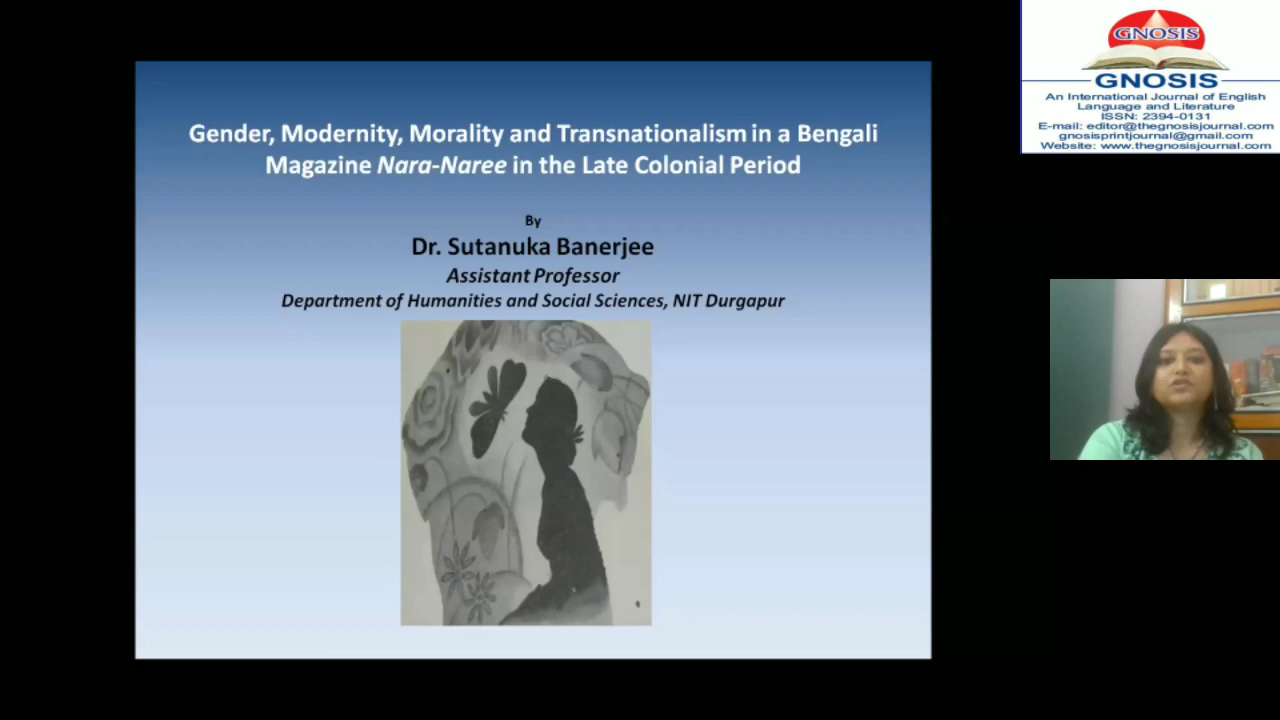 Gender, Modernity, Morality and Transnationalism in a Bengali
Magazine Nara-Naree in the Late Colonial Period
By
Dr. Sutanuka Banerjee
Assistant Professor
Department of Humanities and Social Sciences, NIT Durgapur
GNOSIS
GNOSIS
An International Journal of English
Language and Literature
ISSN: 2394-0131
E-mail: editor@thegnosisjournal.com
gnosisprintjournal@gmail.com
Website: www.thegnosisjournal.com